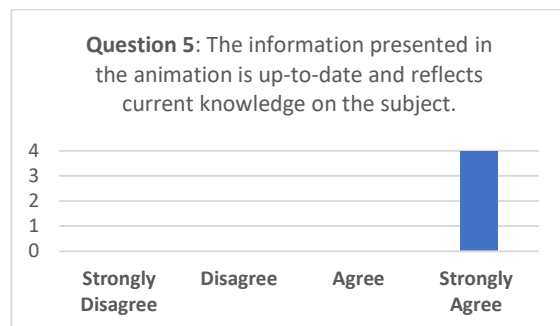 Question 5: The information presented in
the animation is up-to-date and reflects
current knowledge on the subject.
4
3
2
1
0
Strongly Disagree
Disagree
Agree
Strongly Agree